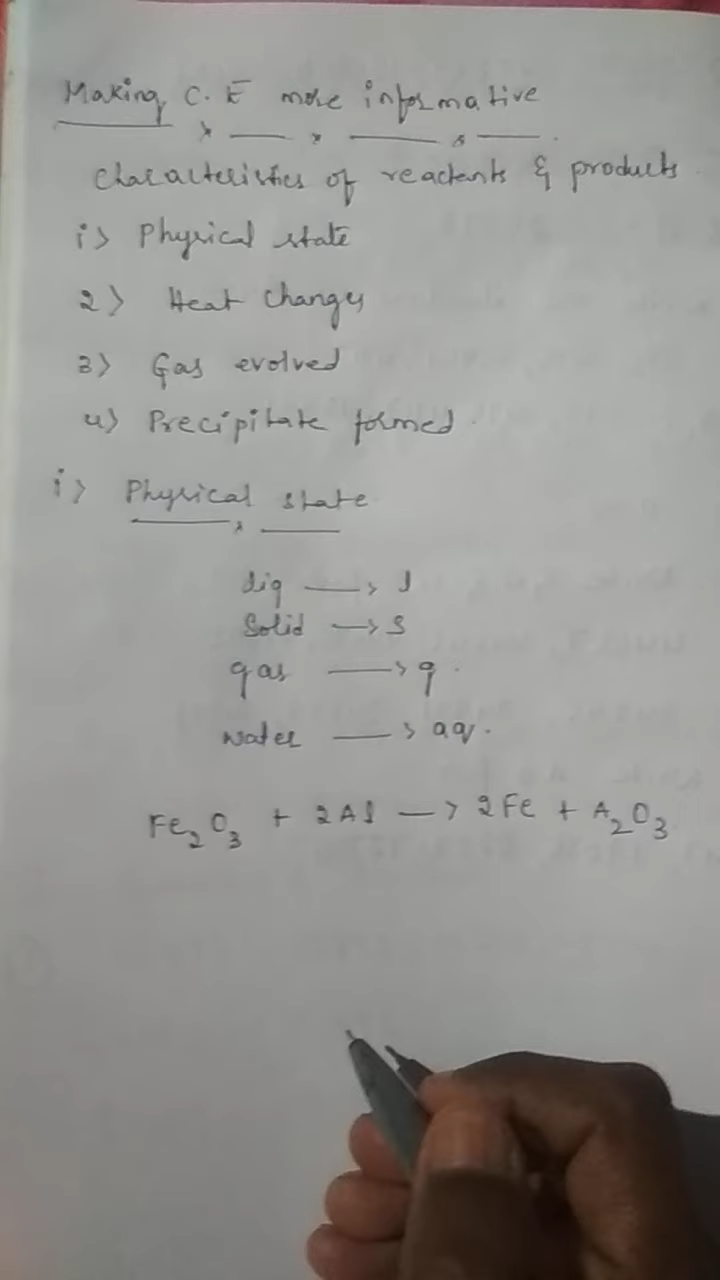 Making C.E more informative
Characteristics of reactants & products
i) Physical state
2) Heat changes
3) Gas evolved
4) Precipitate formed
i) Physical state
liq → l
Solid → s
gas → g.
water → aq.
Fe₂O₃ + 2Al → 2Fe + A₂O₃